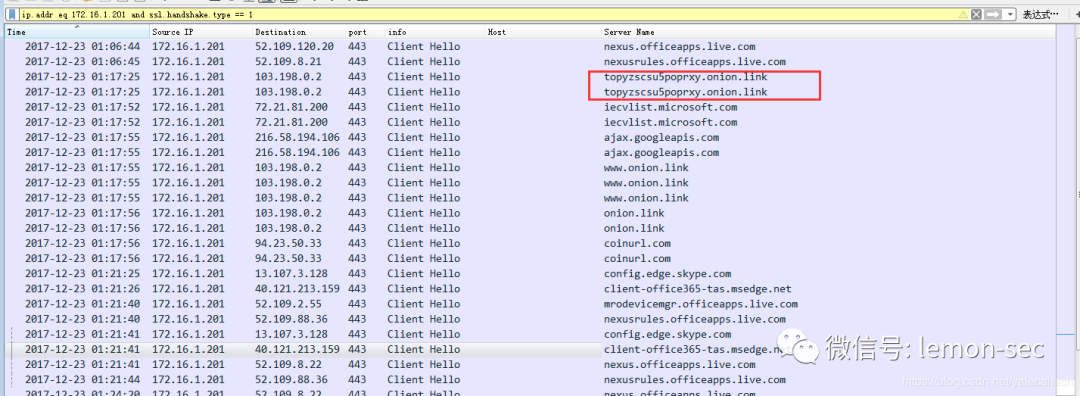 ip.addr eq 172.16.1.201 and ssl.handshake.type == 1 表达式…
Time Source IP Destination port info Host Server Name
2017-12-23 01:06:44 172.16.1.201 52.109.120.20 443 Client Hello nexus.officeapps.live.com
2017-12-23 01:06:45 172.16.1.201 52.109.8.21 443 Client Hello nexusrules.officeapps.live.com
2017-12-23 01:17:25 172.16.1.201 103.198.0.2 443 Client Hello topyzscsu5poprxy.onion.link
2017-12-23 01:17:25 172.16.1.201 103.198.0.2 443 Client Hello topyzscsu5poprxy.onion.link
2017-12-23 01:17:52 172.16.1.201 72.21.81.200 443 Client Hello iecvlist.microsoft.com
2017-12-23 01:17:52 172.16.1.201 72.21.81.200 443 Client Hello iecvlist.microsoft.com
2017-12-23 01:17:55 172.16.1.201 216.58.194.106 443 Client Hello ajax.googleapis.com
2017-12-23 01:17:55 172.16.1.201 216.58.194.106 443 Client Hello ajax.googleapis.com
2017-12-23 01:17:55 172.16.1.201 103.198.0.2 443 Client Hello www.onion.link
2017-12-23 01:17:55 172.16.1.201 103.198.0.2 443 Client Hello www.onion.link
2017-12-23 01:17:55 172.16.1.201 103.198.0.2 443 Client Hello www.onion.link
2017-12-23 01:17:56 172.16.1.201 103.198.0.2 443 Client Hello onion.link
2017-12-23 01:17:56 172.16.1.201 103.198.0.2 443 Client Hello onion.link
2017-12-23 01:17:56 172.16.1.201 94.23.50.33 443 Client Hello coinurl.com
2017-12-23 01:17:56 172.16.1.201 94.23.50.33 443 Client Hello coinurl.com
2017-12-23 01:21:25 172.16.1.201 13.107.3.128 443 Client Hello config.edge.skype.com
2017-12-23 01:21:26 172.16.1.201 40.121.213.159 443 Client Hello client-office365-tas.msedge.net
2017-12-23 01:21:40 172.16.1.201 52.109.2.55 443 Client Hello mrodevicemgr.officeapps.live.com
2017-12-23 01:21:40 172.16.1.201 52.109.88.36 443 Client Hello nexusrules.officeapps.live.com
2017-12-23 01:21:41 172.16.1.201 13.107.3.128 443 Client Hello config.edge.skype.com
2017-12-23 01:21:41 172.16.1.201 40.121.213.159 443 Client Hello client-office365-tas.msedge.ne
微信号: lemon-sec
2017-12-23 01:21:41 172.16.1.201 52.109.8.22 443 Client Hello nexus.officeapps.live.com
2017-12-23 01:21:44 172.16.1.201 52.109.88.36 443 Client Hello nexusrules.officeapps.live.com
2017-12-23 01:24:20 172.16.1.201 52.109.8.22 443 Client Hello nexus.officeapps.live.com